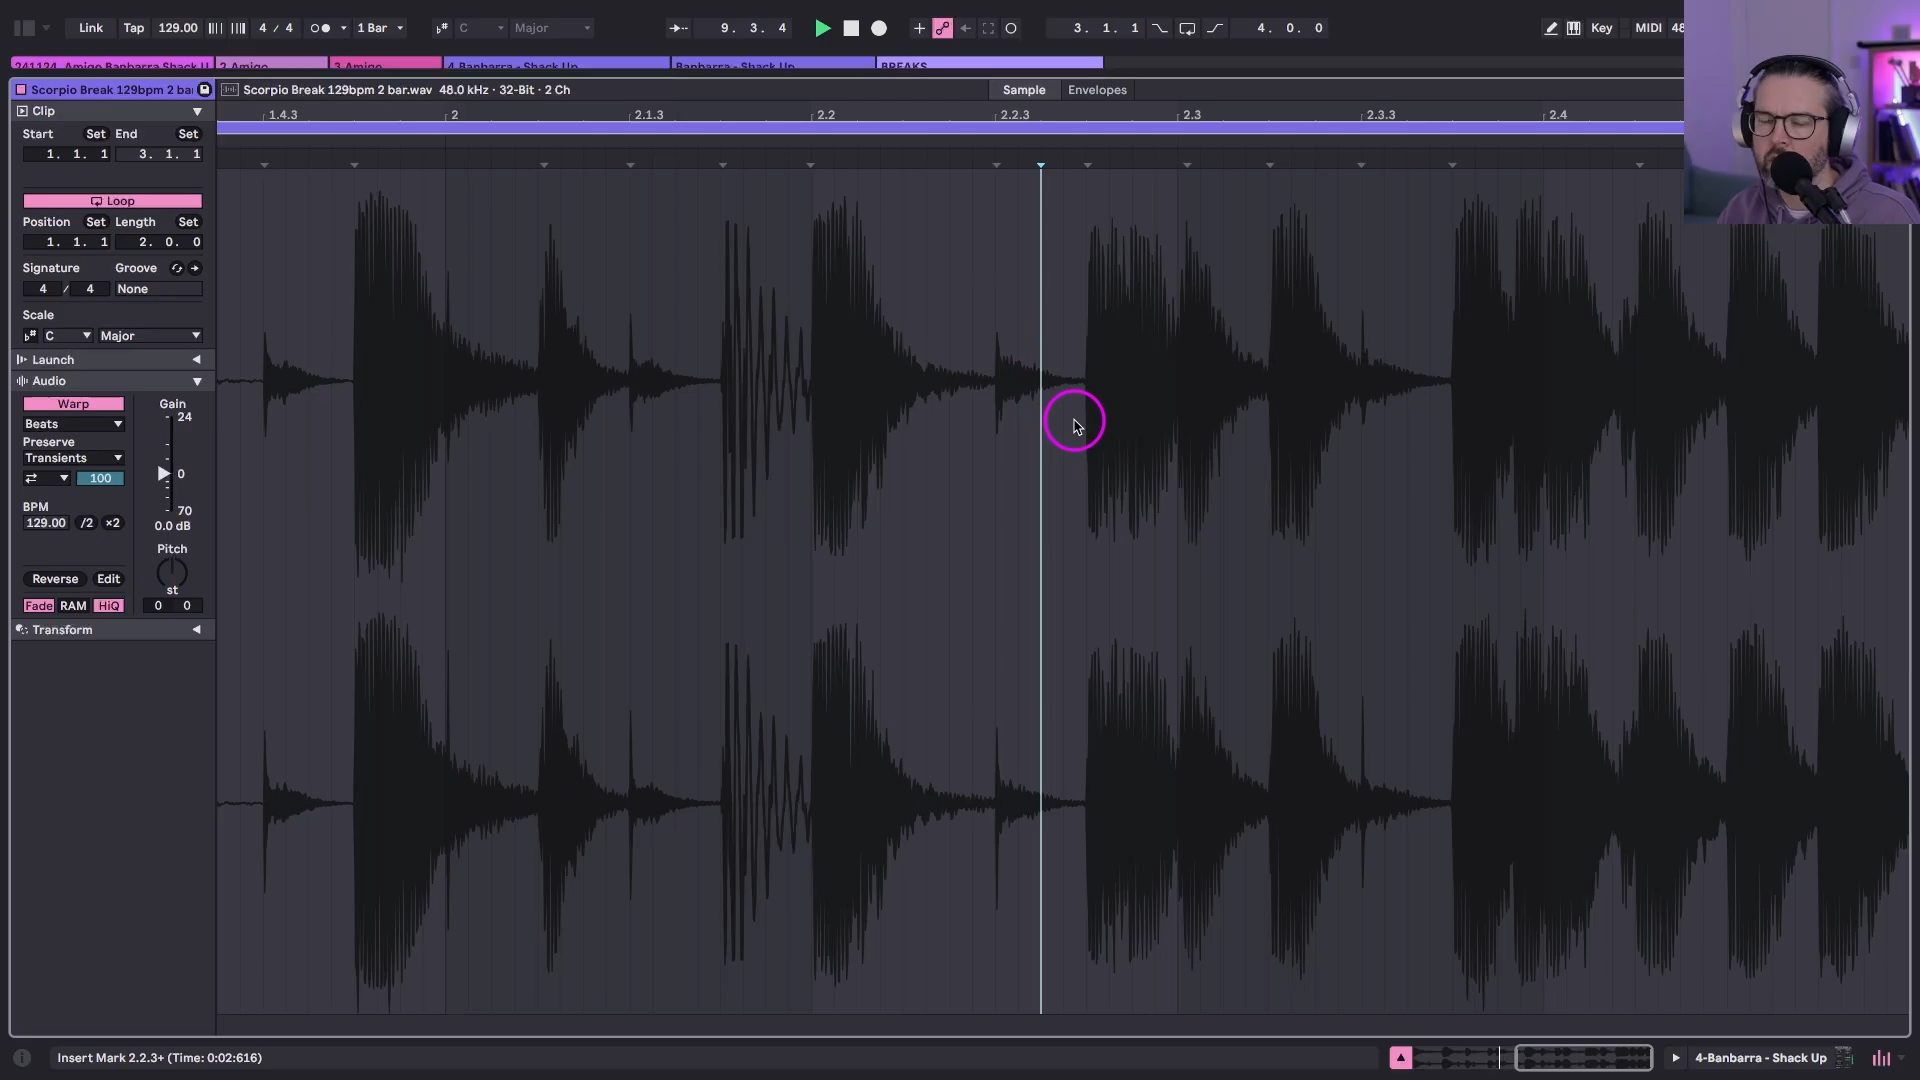 Link Tap 129.00 4 / 4 1 Bar C Major 9. 3. 4 3. 1. 1 4. 0. 0 Key MIDI 48
241124_Amigo Banbarra Shack U 2 Amigo 3 Amigo 4 Banbarra - Shack Up Banbarra - Shack Up BREAKS
Scorpio Break 129bpm 2 bar Scorpio Break 129bpm 2 bar.wav 48.0 kHz · 32-Bit · 2 Ch Sample Envelopes
Clip
1.4.3 2 2.1.3 2.2 2.2.3 2.3 2.3.3 2.4
Start Set End Set
1. 1. 1 3. 1. 1
Loop
Position Set Length Set
1. 1. 1 2. 0. 0
Signature Groove
4 / 4 None
Scale
C Major
Launch
Audio
Warp Gain
Beats 24
Preserve
Transients
100 0
BPM 70
129.00 /2 ×2 0.0 dB
Pitch
Reverse Edit st
Fade RAM HiQ 0 0
Transform
Insert Mark 2.2.3+ (Time: 0:02:616) 4-Banbarra - Shack Up